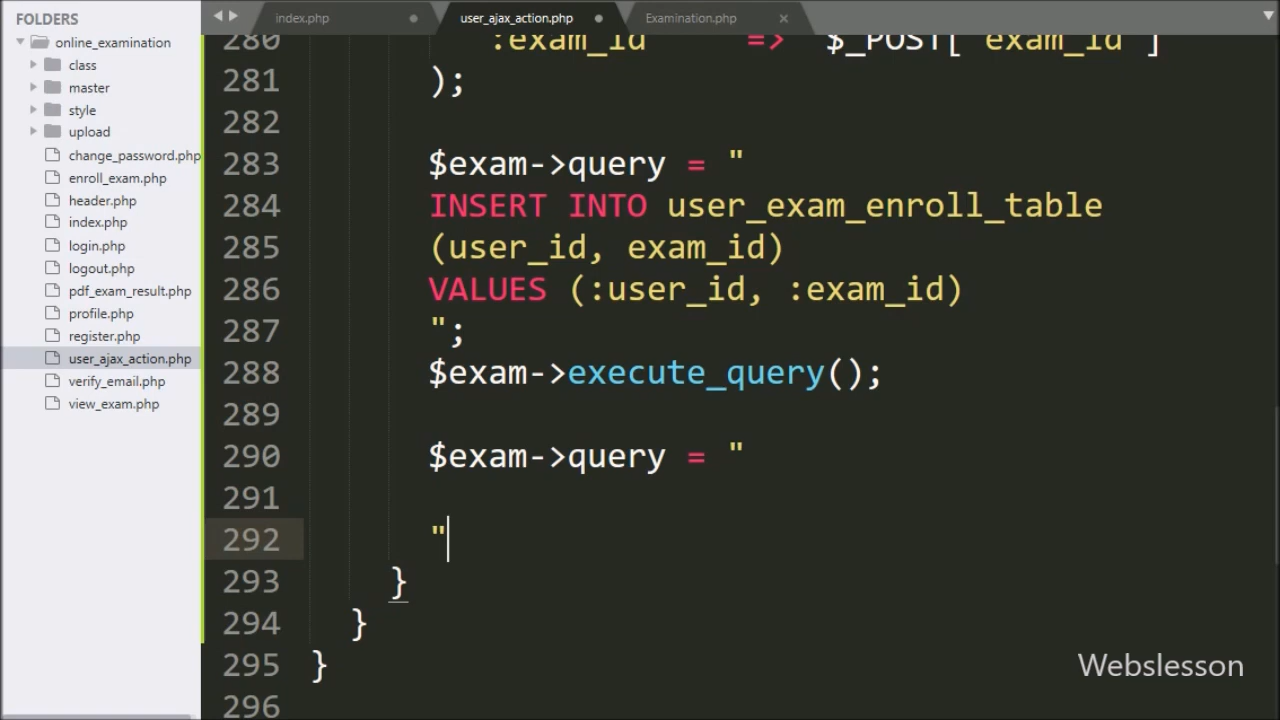 FOLDERS
online_examination
class
master
style
upload
change_password.php
enroll_exam.php
header.php
index.php
login.php
logout.php
pdf_exam_result.php
profile.php
register.php
user_ajax_action.php
verify_email.php
view_exam.php
index.php
user_ajax_action.php
Examination.php
280 :exam_id => $_POST[ exam_id ]
281 );
282
283 $exam->query = "
284 INSERT INTO user_exam_enroll_table
285 (user_id, exam_id)
286 VALUES (:user_id, :exam_id)
287 ";
288 $exam->execute_query();
289
290 $exam->query = "
291
292 "
293 }
294 }
295 }
296
Webslesson